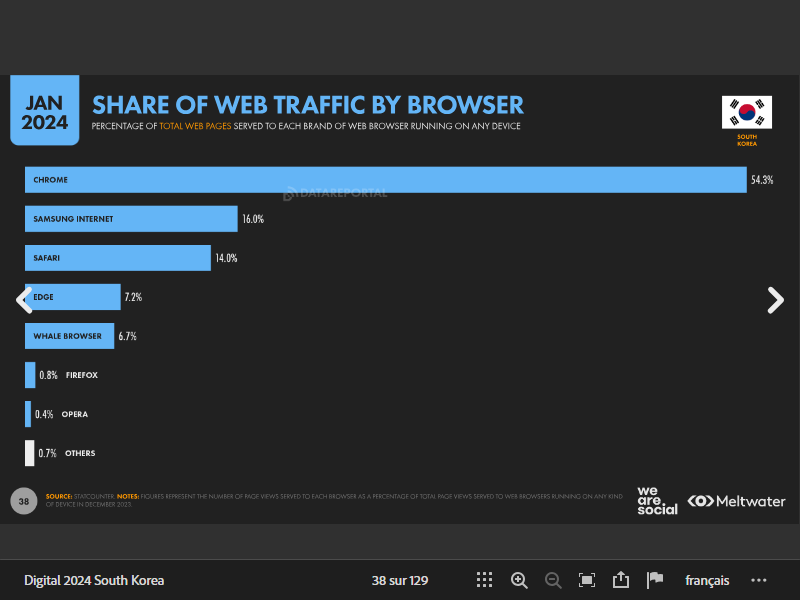 JAN
2024
SHARE OF WEB TRAFFIC BY BROWSER
PERCENTAGE OF TOTAL WEB PAGES SERVED TO EACH BRAND OF WEB BROWSER RUNNING ON ANY DEVICE
SOUTH
KOREA
CHROME 54.3%
DATAREPORTAL
SAMSUNG INTERNET 16.0%
SAFARI 14.0%
EDGE 7.2%
WHALE BROWSER 6.7%
0.8% FIREFOX
0.4% OPERA
0.7% OTHERS
38
SOURCE: STATCOUNTER. NOTES: FIGURES REPRESENT THE NUMBER OF PAGE VIEWS SERVED TO EACH BROWSER AS A PERCENTAGE OF TOTAL PAGE VIEWS SERVED TO WEB BROWSERS RUNNING ON ANY KIND
OF DEVICE IN DECEMBER 2023.
we
are
social
Meltwater
Digital 2024 South Korea
38 sur 129
français